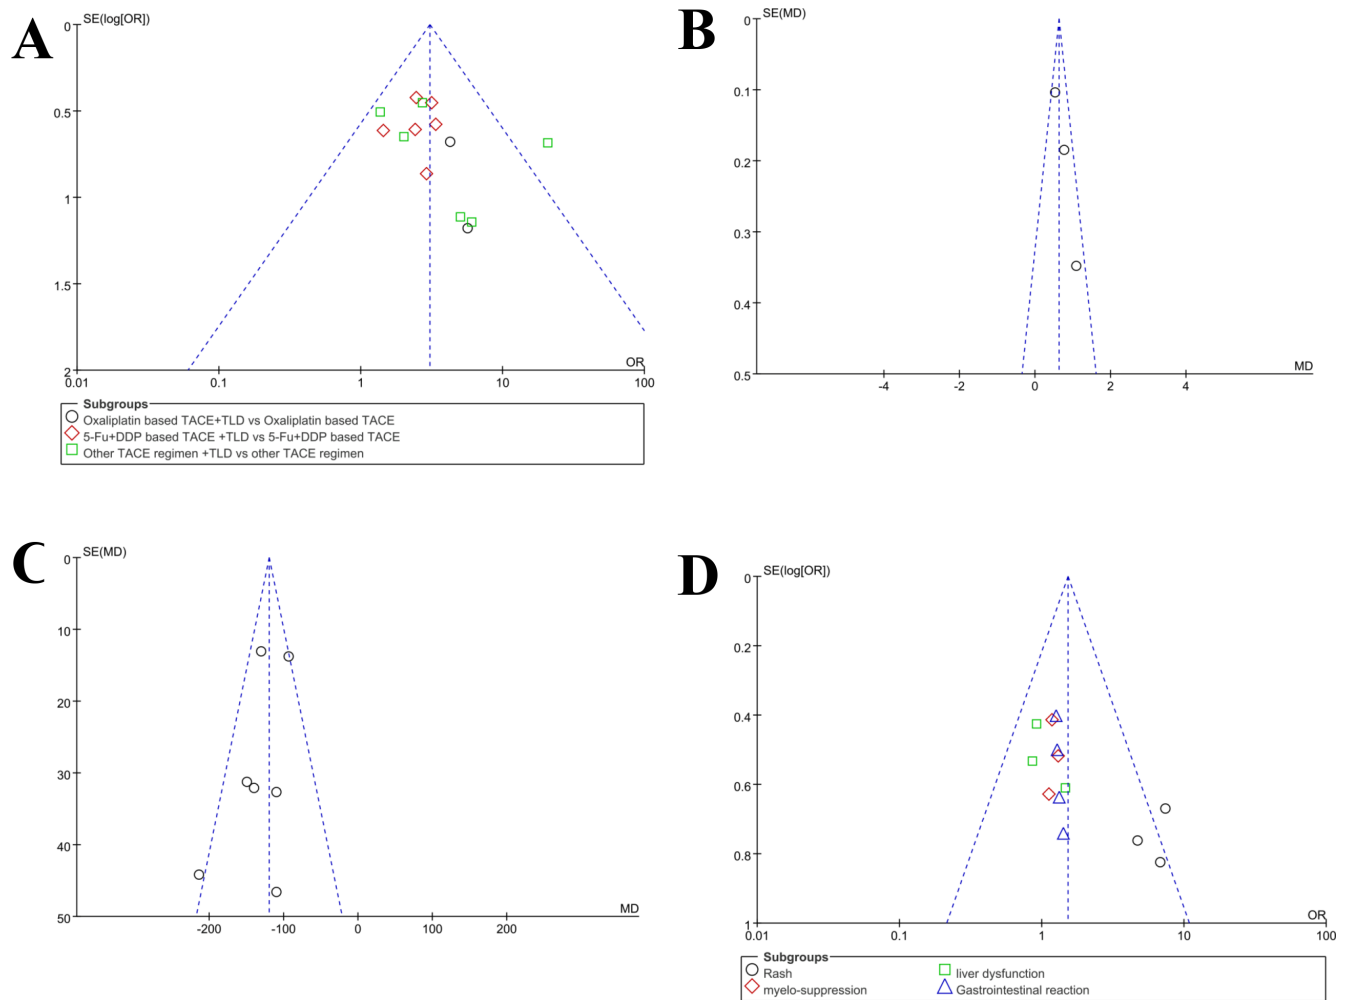 A
SE(log[OR])
0
0.5
1
1.5
2
0.01 0.1 1 10 100
OR
Subgroups
Oxaliplatin based TACE+TLD vs Oxaliplatin based TACE
5-Fu+DDP based TACE +TLD vs 5-Fu+DDP based TACE
Other TACE regimen +TLD vs other TACE regimen
B
SE(MD)
0
0.1
0.2
0.3
0.4
0.5
-4 -2 0 2 4
MD
C
SE(MD)
0
10
20
30
40
50
-200 -100 0 100 200
MD
D
SE(log[OR])
0
0.2
0.4
0.6
0.8
1
0.01 0.1 1 10 100
OR
Subgroups
Rash liver dysfunction
myelo-suppression Gastrointestinal reaction